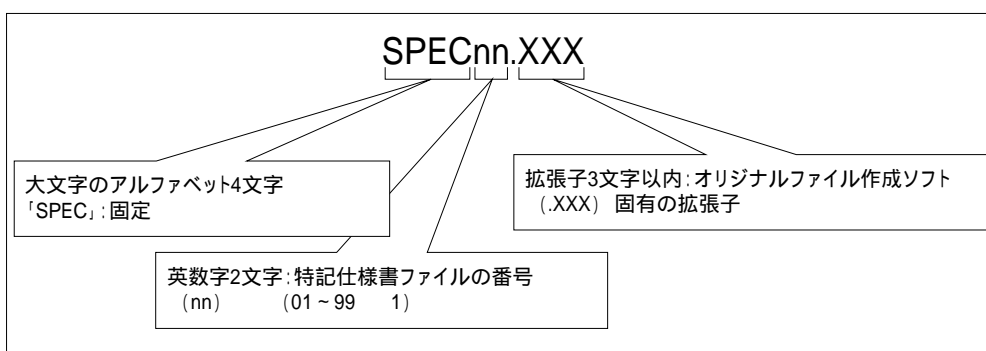 SPECnn.XXX
大文字のアルファベット4文字
「SPEC」:固定
拡張子3文字以内:オリジナルファイル作成ソフト
(.XXX) 固有の拡張子
英数字2文字:特記仕様書ファイルの番号
(nn) (01~99 1)